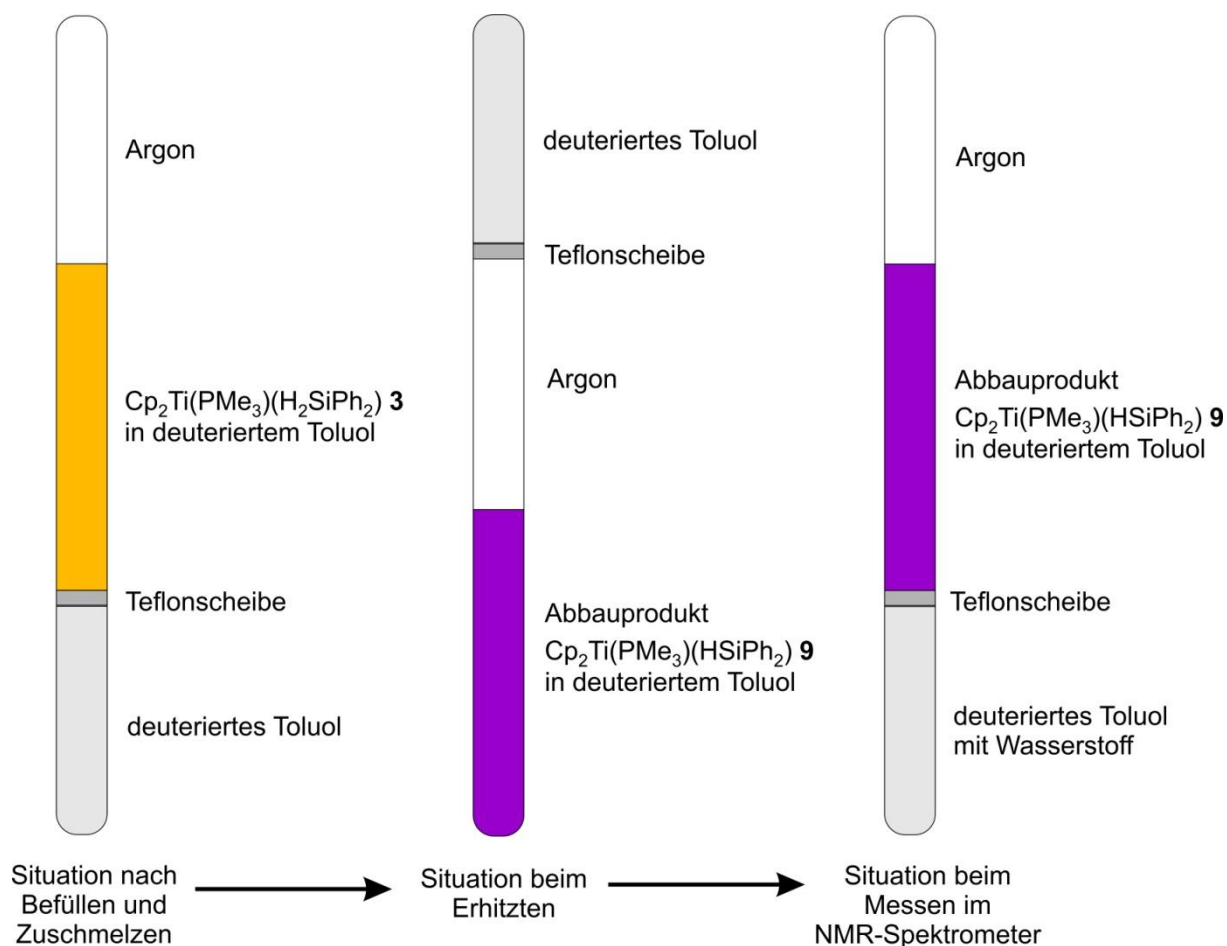 Argon
Cp₂Ti(PMe₃)(H₂SiPh₂) 3
in deuteriertem Toluol
Teflonscheibe
deuteriertes Toluol
Situation nach
Befüllen und
Zuschmelzen
deuteriertes Toluol
Teflonscheibe
Argon
Abbauprodukt
Cp₂Ti(PMe₃)(HSiPh₂) 9
in deuteriertem Toluol
Situation beim
Erhitzten
Argon
Abbauprodukt
Cp₂Ti(PMe₃)(HSiPh₂) 9
in deuteriertem Toluol
Teflonscheibe
deuteriertes Toluol
mit Wasserstoff
Situation beim
Messen im
NMR-Spektrometer